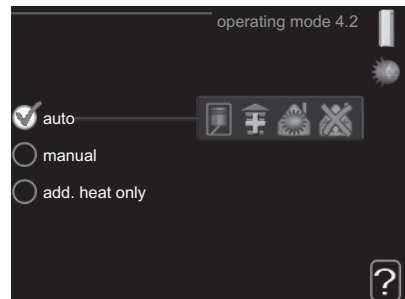 operating mode 4.2
auto
manual
add. heat only
?